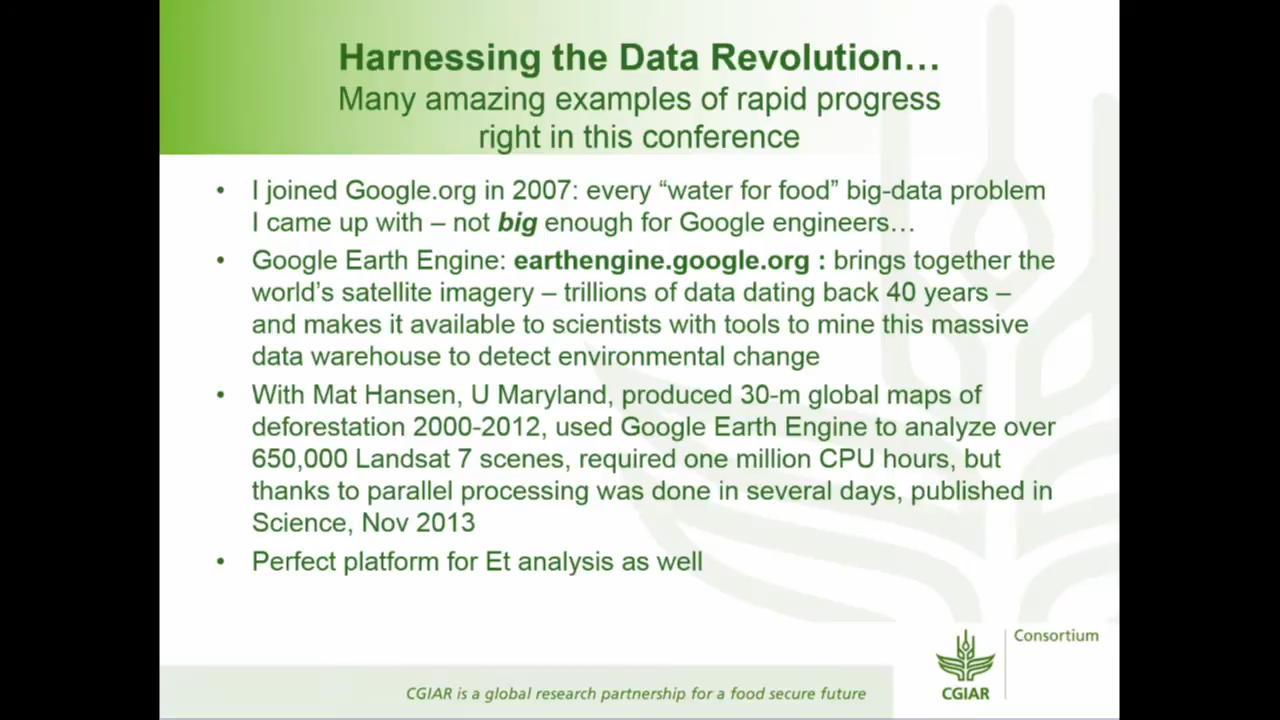 Harnessing the Data Revolution…
Many amazing examples of rapid progress
right in this conference
• I joined Google.org in 2007: every “water for food” big-data problem
I came up with – not big enough for Google engineers…
• Google Earth Engine: earthengine.google.org : brings together the
world’s satellite imagery – trillions of data dating back 40 years –
and makes it available to scientists with tools to mine this massive
data warehouse to detect environmental change
• With Mat Hansen, U Maryland, produced 30-m global maps of
deforestation 2000-2012, used Google Earth Engine to analyze over
650,000 Landsat 7 scenes, required one million CPU hours, but
thanks to parallel processing was done in several days, published in
Science, Nov 2013
• Perfect platform for Et analysis as well
Consortium
CGIAR
CGIAR is a global research partnership for a food secure future